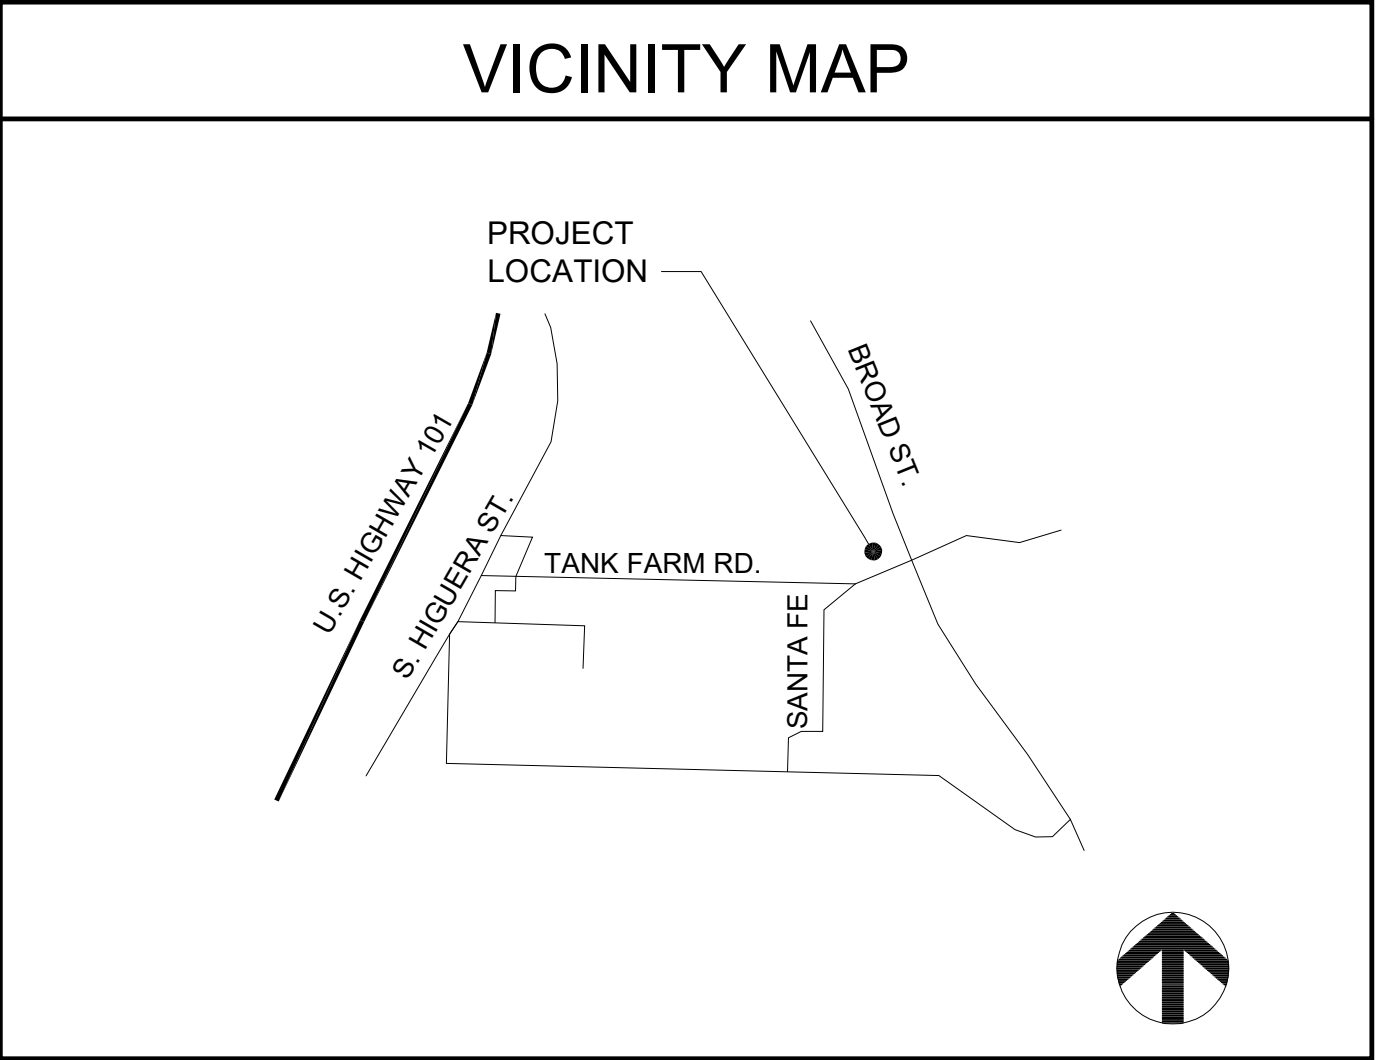 VICINITY MAP
PROJECT
LOCATION
BROAD ST.
U.S. HIGHWAY 101
S. HIGUERA ST.
TANK FARM RD.
SANTA FE